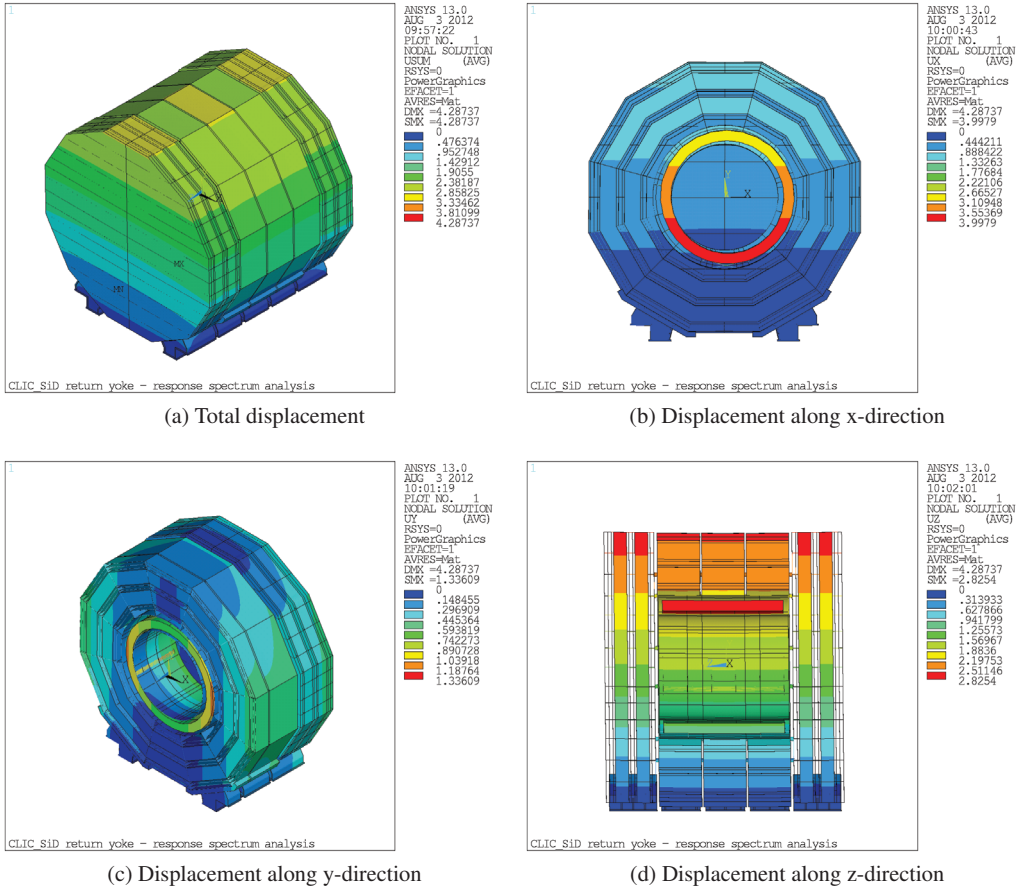 1
ANSYS 13.0
AUG 3 2012
09:57:22
PLOT NO. 1
NODAL SOLUTION
USUM (AVG)
RSYS=0
PowerGraphics
EFACET=1
AVRES=Mat
DMX =4.28737
SMX =4.28737
0
.476374
.952748
1.42912
1.9055
2.38187
2.85825
3.33462
3.81099
4.28737
MX
MN
X
CLIC_SiD return yoke - response spectrum analysis
(a) Total displacement
1
ANSYS 13.0
AUG 3 2012
10:00:43
PLOT NO. 1
NODAL SOLUTION
UX (AVG)
RSYS=0
PowerGraphics
EFACET=1
AVRES=Mat
DMX =4.28737
SMX =3.9979
0
.444211
.888422
1.33263
1.77684
2.22106
2.66527
3.10948
3.55369
3.9979
Y
X
CLIC_SiD return yoke - response spectrum analysis
(b) Displacement along x-direction
1
ANSYS 13.0
AUG 3 2012
10:01:19
PLOT NO. 1
NODAL SOLUTION
UY (AVG)
RSYS=0
PowerGraphics
EFACET=1
AVRES=Mat
DMX =4.28737
SMX =1.33609
0
.148455
.296909
.445364
.593819
.742273
.890728
1.03918
1.18764
1.33609
X
CLIC_SiD return yoke - response spectrum analysis
(c) Displacement along y-direction
1
ANSYS 13.0
AUG 3 2012
10:02:01
PLOT NO. 1
NODAL SOLUTION
UZ (AVG)
RSYS=0
PowerGraphics
EFACET=1
AVRES=Mat
DMX =4.28737
SMX =2.8254
0
.313933
.627866
.941799
1.25573
1.56967
1.8836
2.19753
2.51146
2.8254
Z X
CLIC_SiD return yoke - response spectrum analysis
(d) Displacement along z-direction